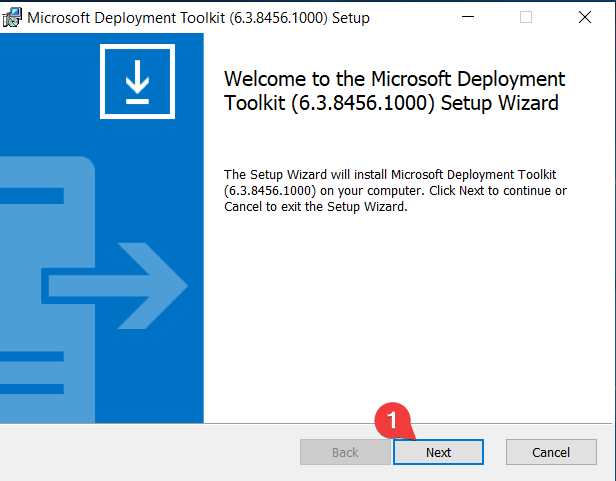 Microsoft Deployment Toolkit (6.3.8456.1000) Setup
Welcome to the Microsoft Deployment
Toolkit (6.3.8456.1000) Setup Wizard
The Setup Wizard will install Microsoft Deployment Toolkit
(6.3.8456.1000) on your computer. Click Next to continue or
Cancel to exit the Setup Wizard.
1
Back
Next
Cancel